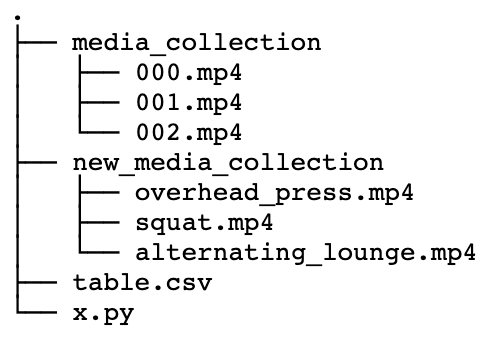 .
├── media_collection
│   ├── 000.mp4
│   ├── 001.mp4
│   └── 002.mp4
├── new_media_collection
│   ├── overhead_press.mp4
│   ├── squat.mp4
│   └── alternating_lounge.mp4
├── table.csv
└── x.py